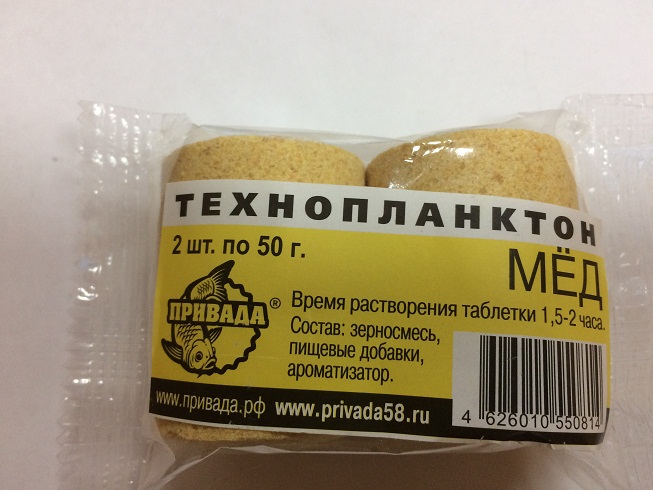 ТЕХНОПЛАНКТОН
2 шт. по 50 г.
МЁД
ПРИВАДА ®
Время растворения таблетки 1,5-2 часа.
Состав: зерносмесь,
пищевые добавки,
ароматизатор.
www.привада.рф www.privada58.ru
4 626010 550814